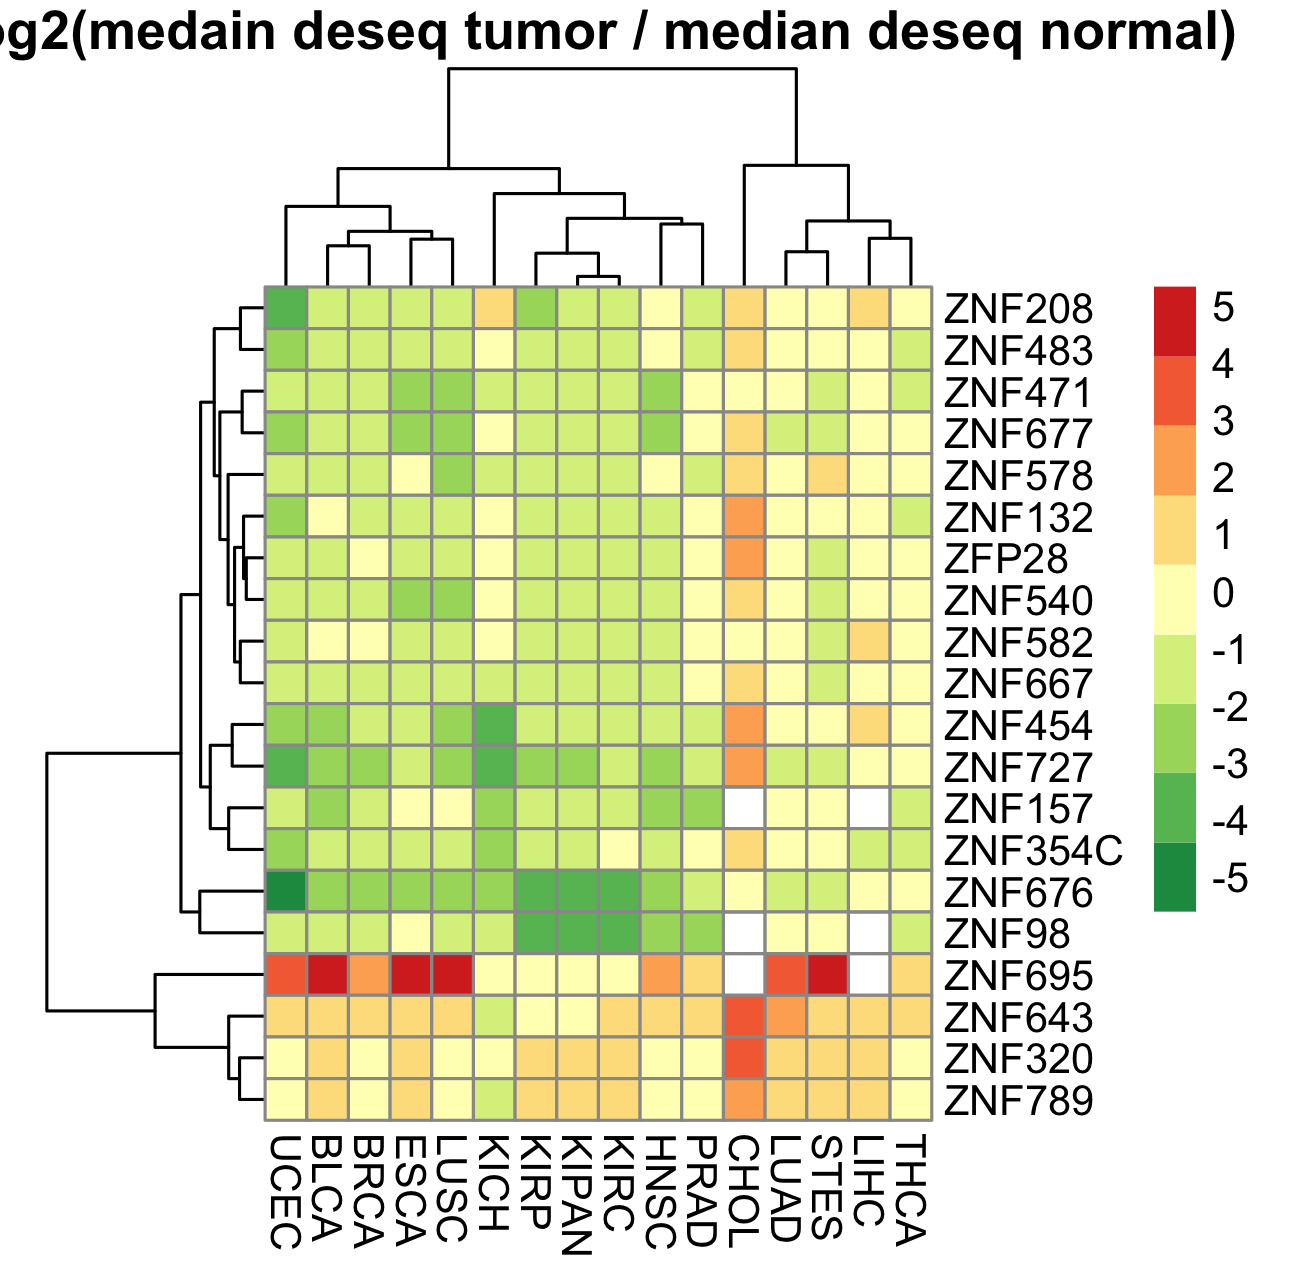 og2(medain deseq tumor / median deseq normal)
ZNF208
ZNF483
ZNF471
ZNF677
ZNF578
ZNF132
ZFP28
ZNF540
ZNF582
ZNF667
ZNF454
ZNF727
ZNF157
ZNF354C
ZNF676
ZNF98
ZNF695
ZNF643
ZNF320
ZNF789
5
4
3
2
1
0
-1
-2
-3
-4
-5
UCEC
BLCA
BRCA
ESCA
LUSC
KICH
KIRP
KIPAN
KIRC
HNSC
PRAD
CHOL
LUAD
STES
LIHC
THCA